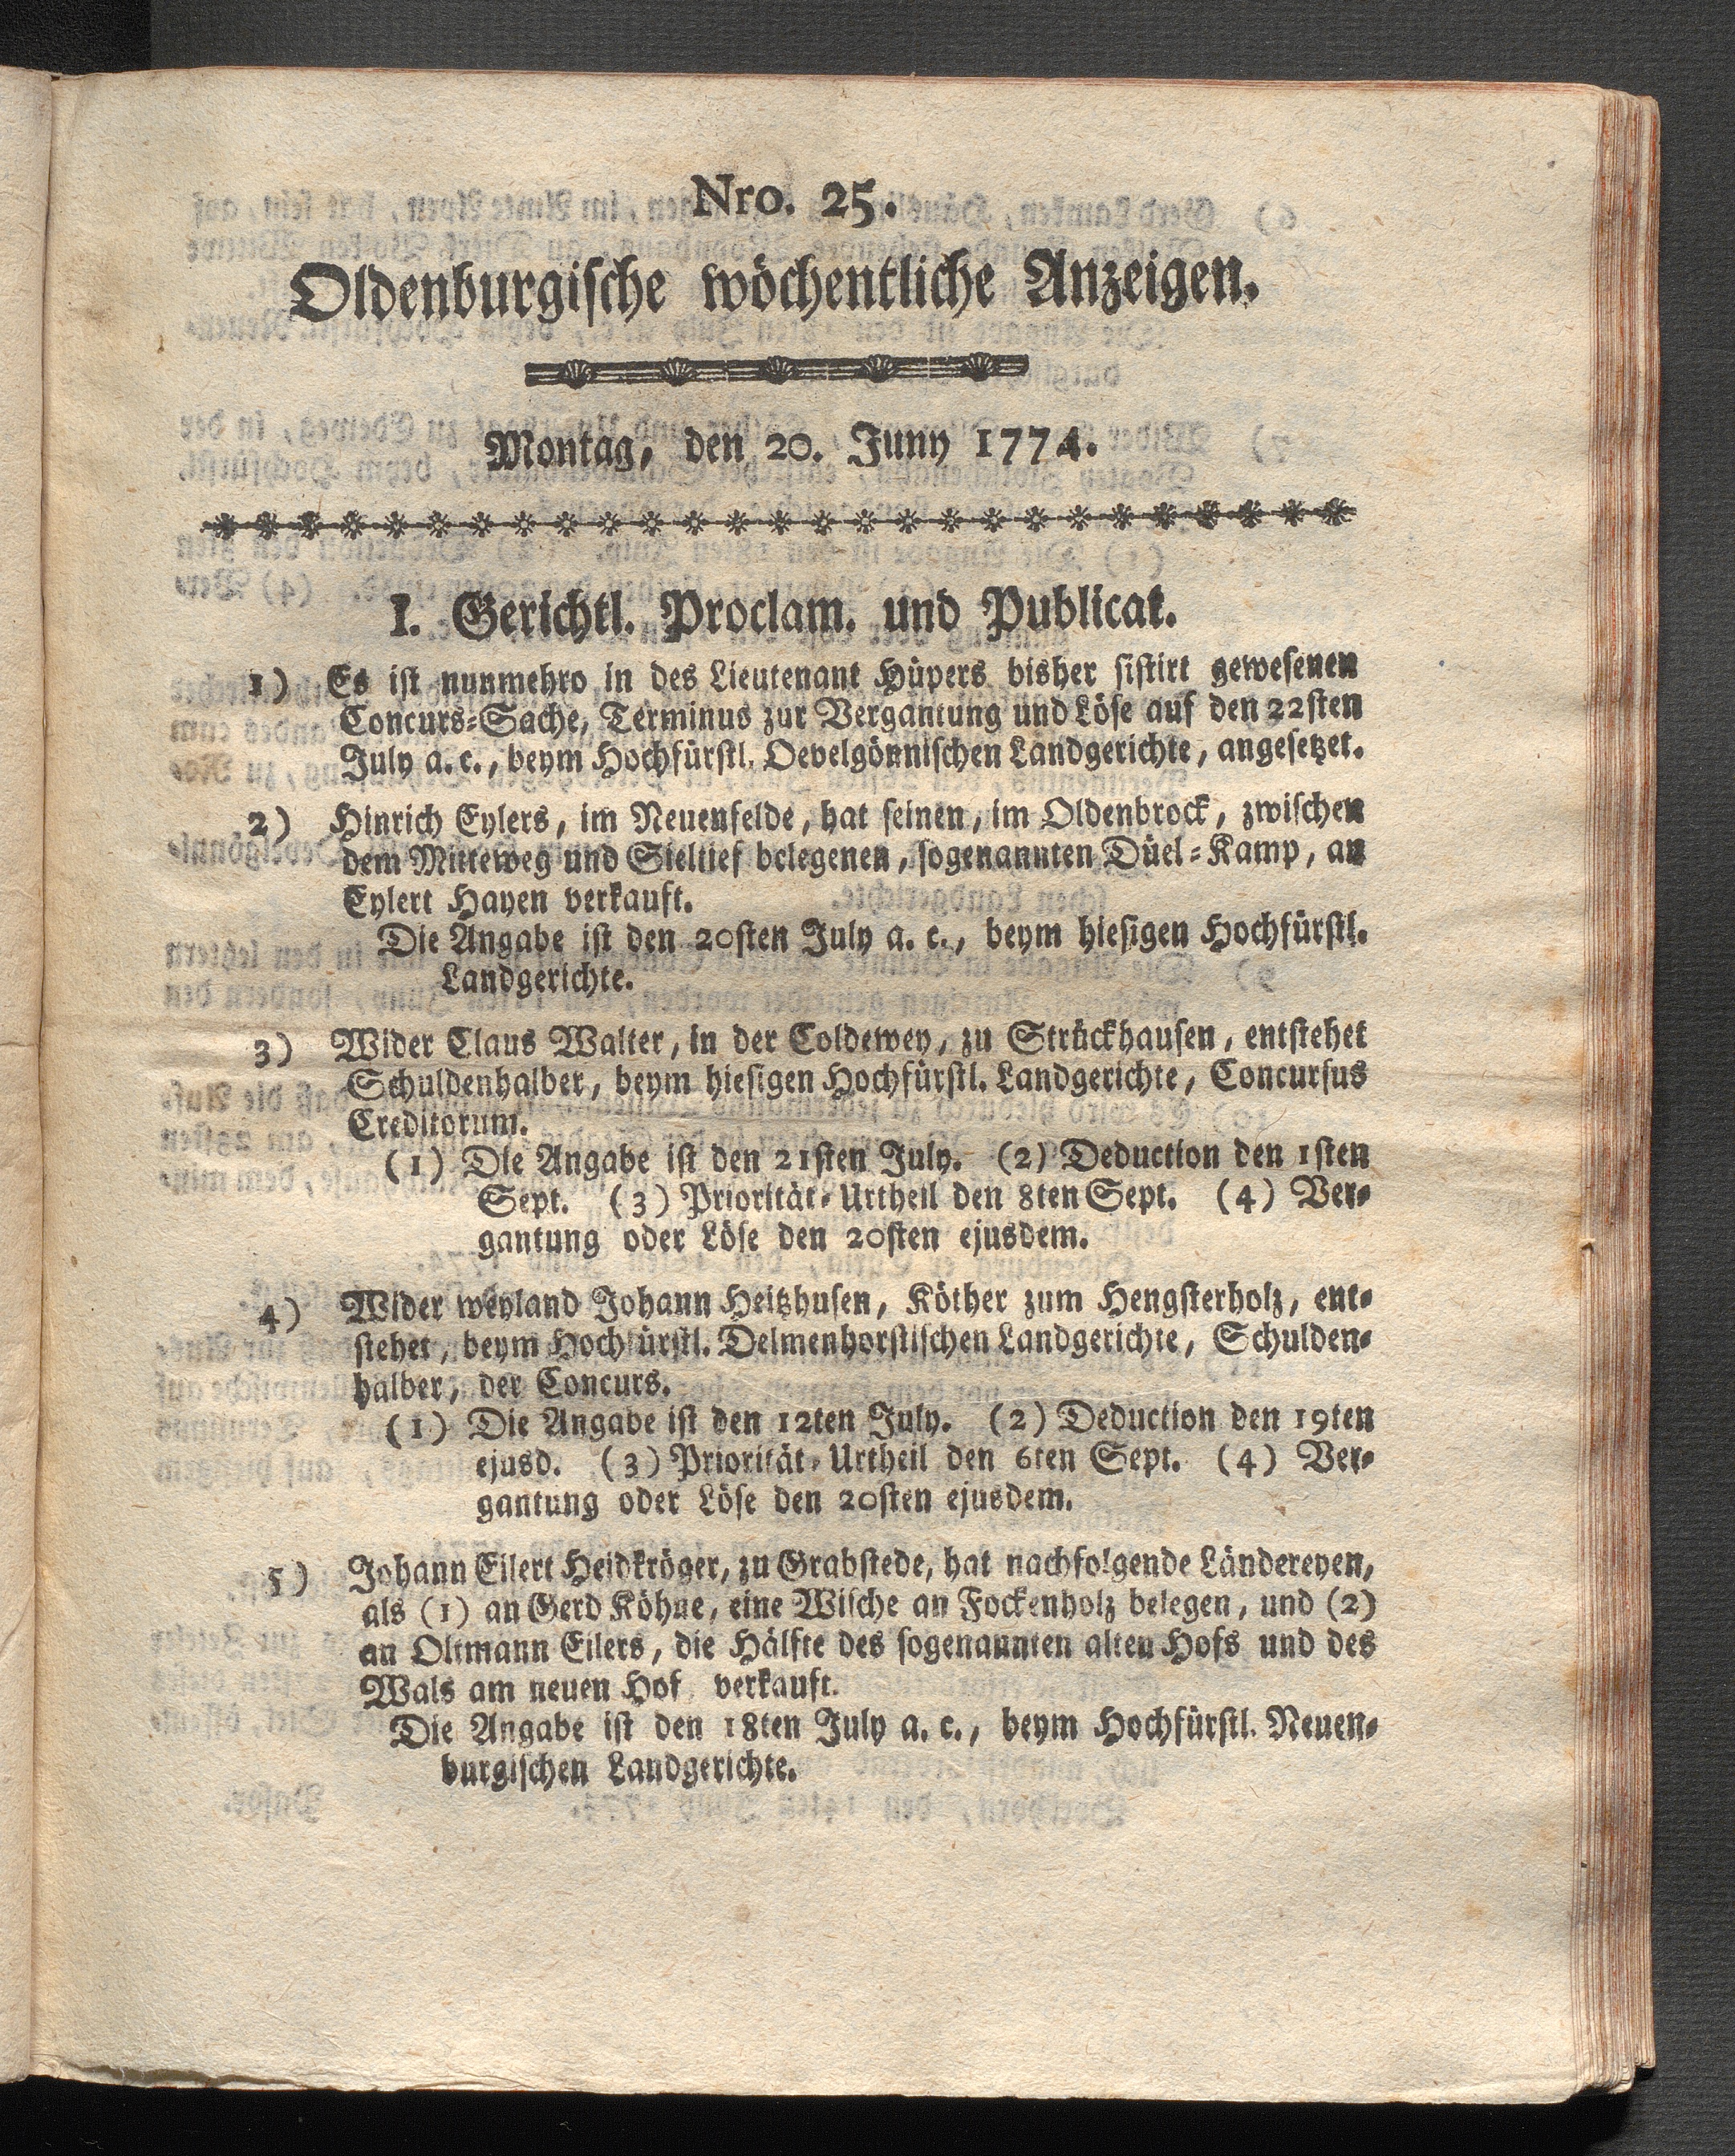 Nro. 25.
Oldenburgische wöchentliche Anzeigen.
Montag, den 20. Juny 1774.
I. Gerichtl. Proclam. und Publicat.
1) Es ist nunmehro in des Lieutenant Hüpers bisher sistirt gewesenen
Concurs-Sache, Terminus zur Vergantung und Löse auf den 22sten
July a. c., beym Hochfürstl. Oevelgönnischen Landgerichte, angesetzet.
2) Hinrich Eylers, im Neuenfelde, hat seinen, im Oldenbrock, zwischen
dem Mitteweg und Sieltief belegenen, sogenannten Düel-Kamp, an
Eylert Hayen verkauft.
Die Angabe ist den 20sten July a. c., beym hiesigen Hochfürstl.
Landgerichte.
3) Wider Claus Walter, in der Coldewey, zu Strückhausen, entstehet
Schuldenhalber, beym hiesigen Hochfürstl. Landgerichte, Concursus
Creditorum.
(1) Die Angabe ist den 21sten July. (2) Deduction den 1sten
Sept. (3) Priorität-Urtheil den 8ten Sept. (4) Ver-
gantung oder Löse den 20sten ejusdem.
4) Wider weyland Johann Heitzhusen, Köther zum Hengsterholz, ent-
stehet, beym Hochfürstl. Delmenhorstischen Landgerichte, Schulden-
halber, der Concurs.
(1) Die Angabe ist den 12ten July. (2) Deduction den 19ten
ejusd. (3) Priorität-Urtheil den 6ten Sept. (4) Ver-
gantung oder Löse den 20sten ejusdem.
5) Johann Eilert Heidkröger, zu Grabstede, hat nachfolgende Ländereyen,
als (1) an Gerd Köhne, eine Wische an Fockenholz belegen, und (2)
an Oltmann Eilers, die Hälfte des sogenannten alten Hofs und des
Wals am neuen Hof verkauft.
Die Angabe ist den 18ten July a. c., beym Hochfürstl. Neuen-
burgischen Landgerichte.